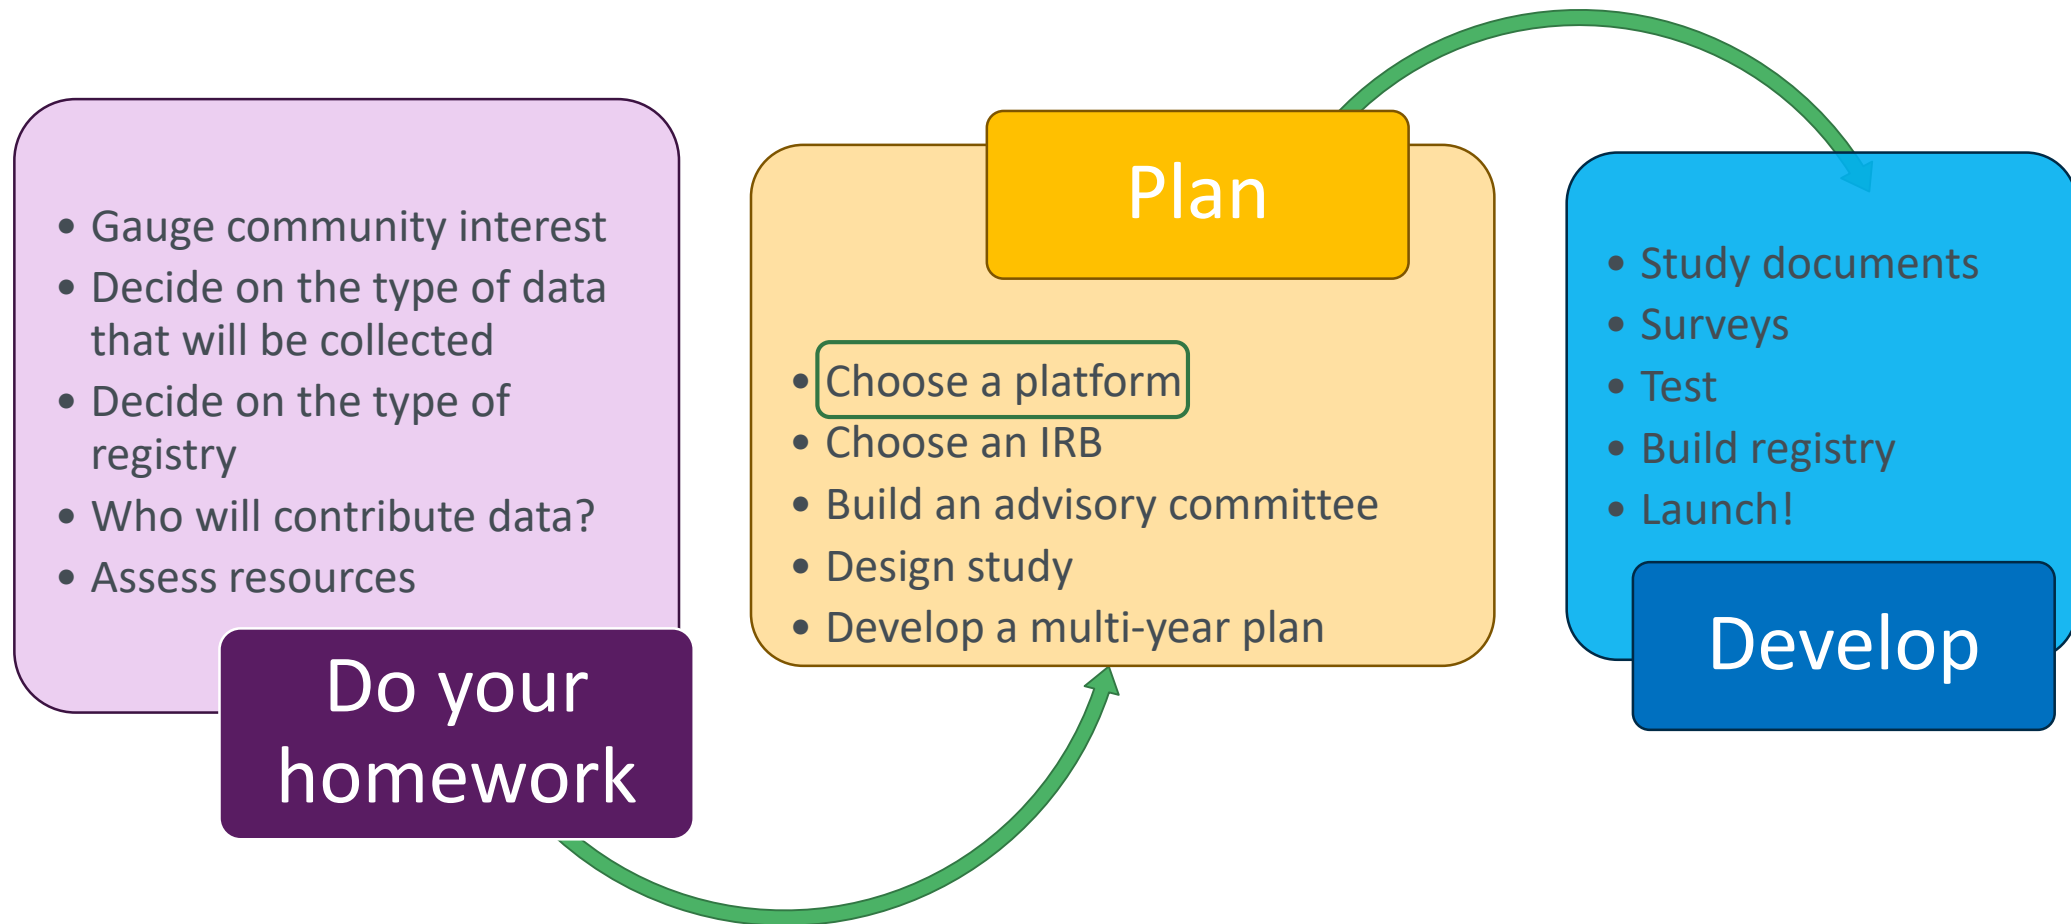 • Gauge community interest
• Decide on the type of data
that will be collected
• Decide on the type of
registry
• Who will contribute data?
• Assess resources
Do your
homework
Plan
• Choose a platform
• Choose an IRB
• Build an advisory committee
• Design study
• Develop a multi-year plan
• Study documents
• Surveys
• Test
• Build registry
• Launch!
Develop